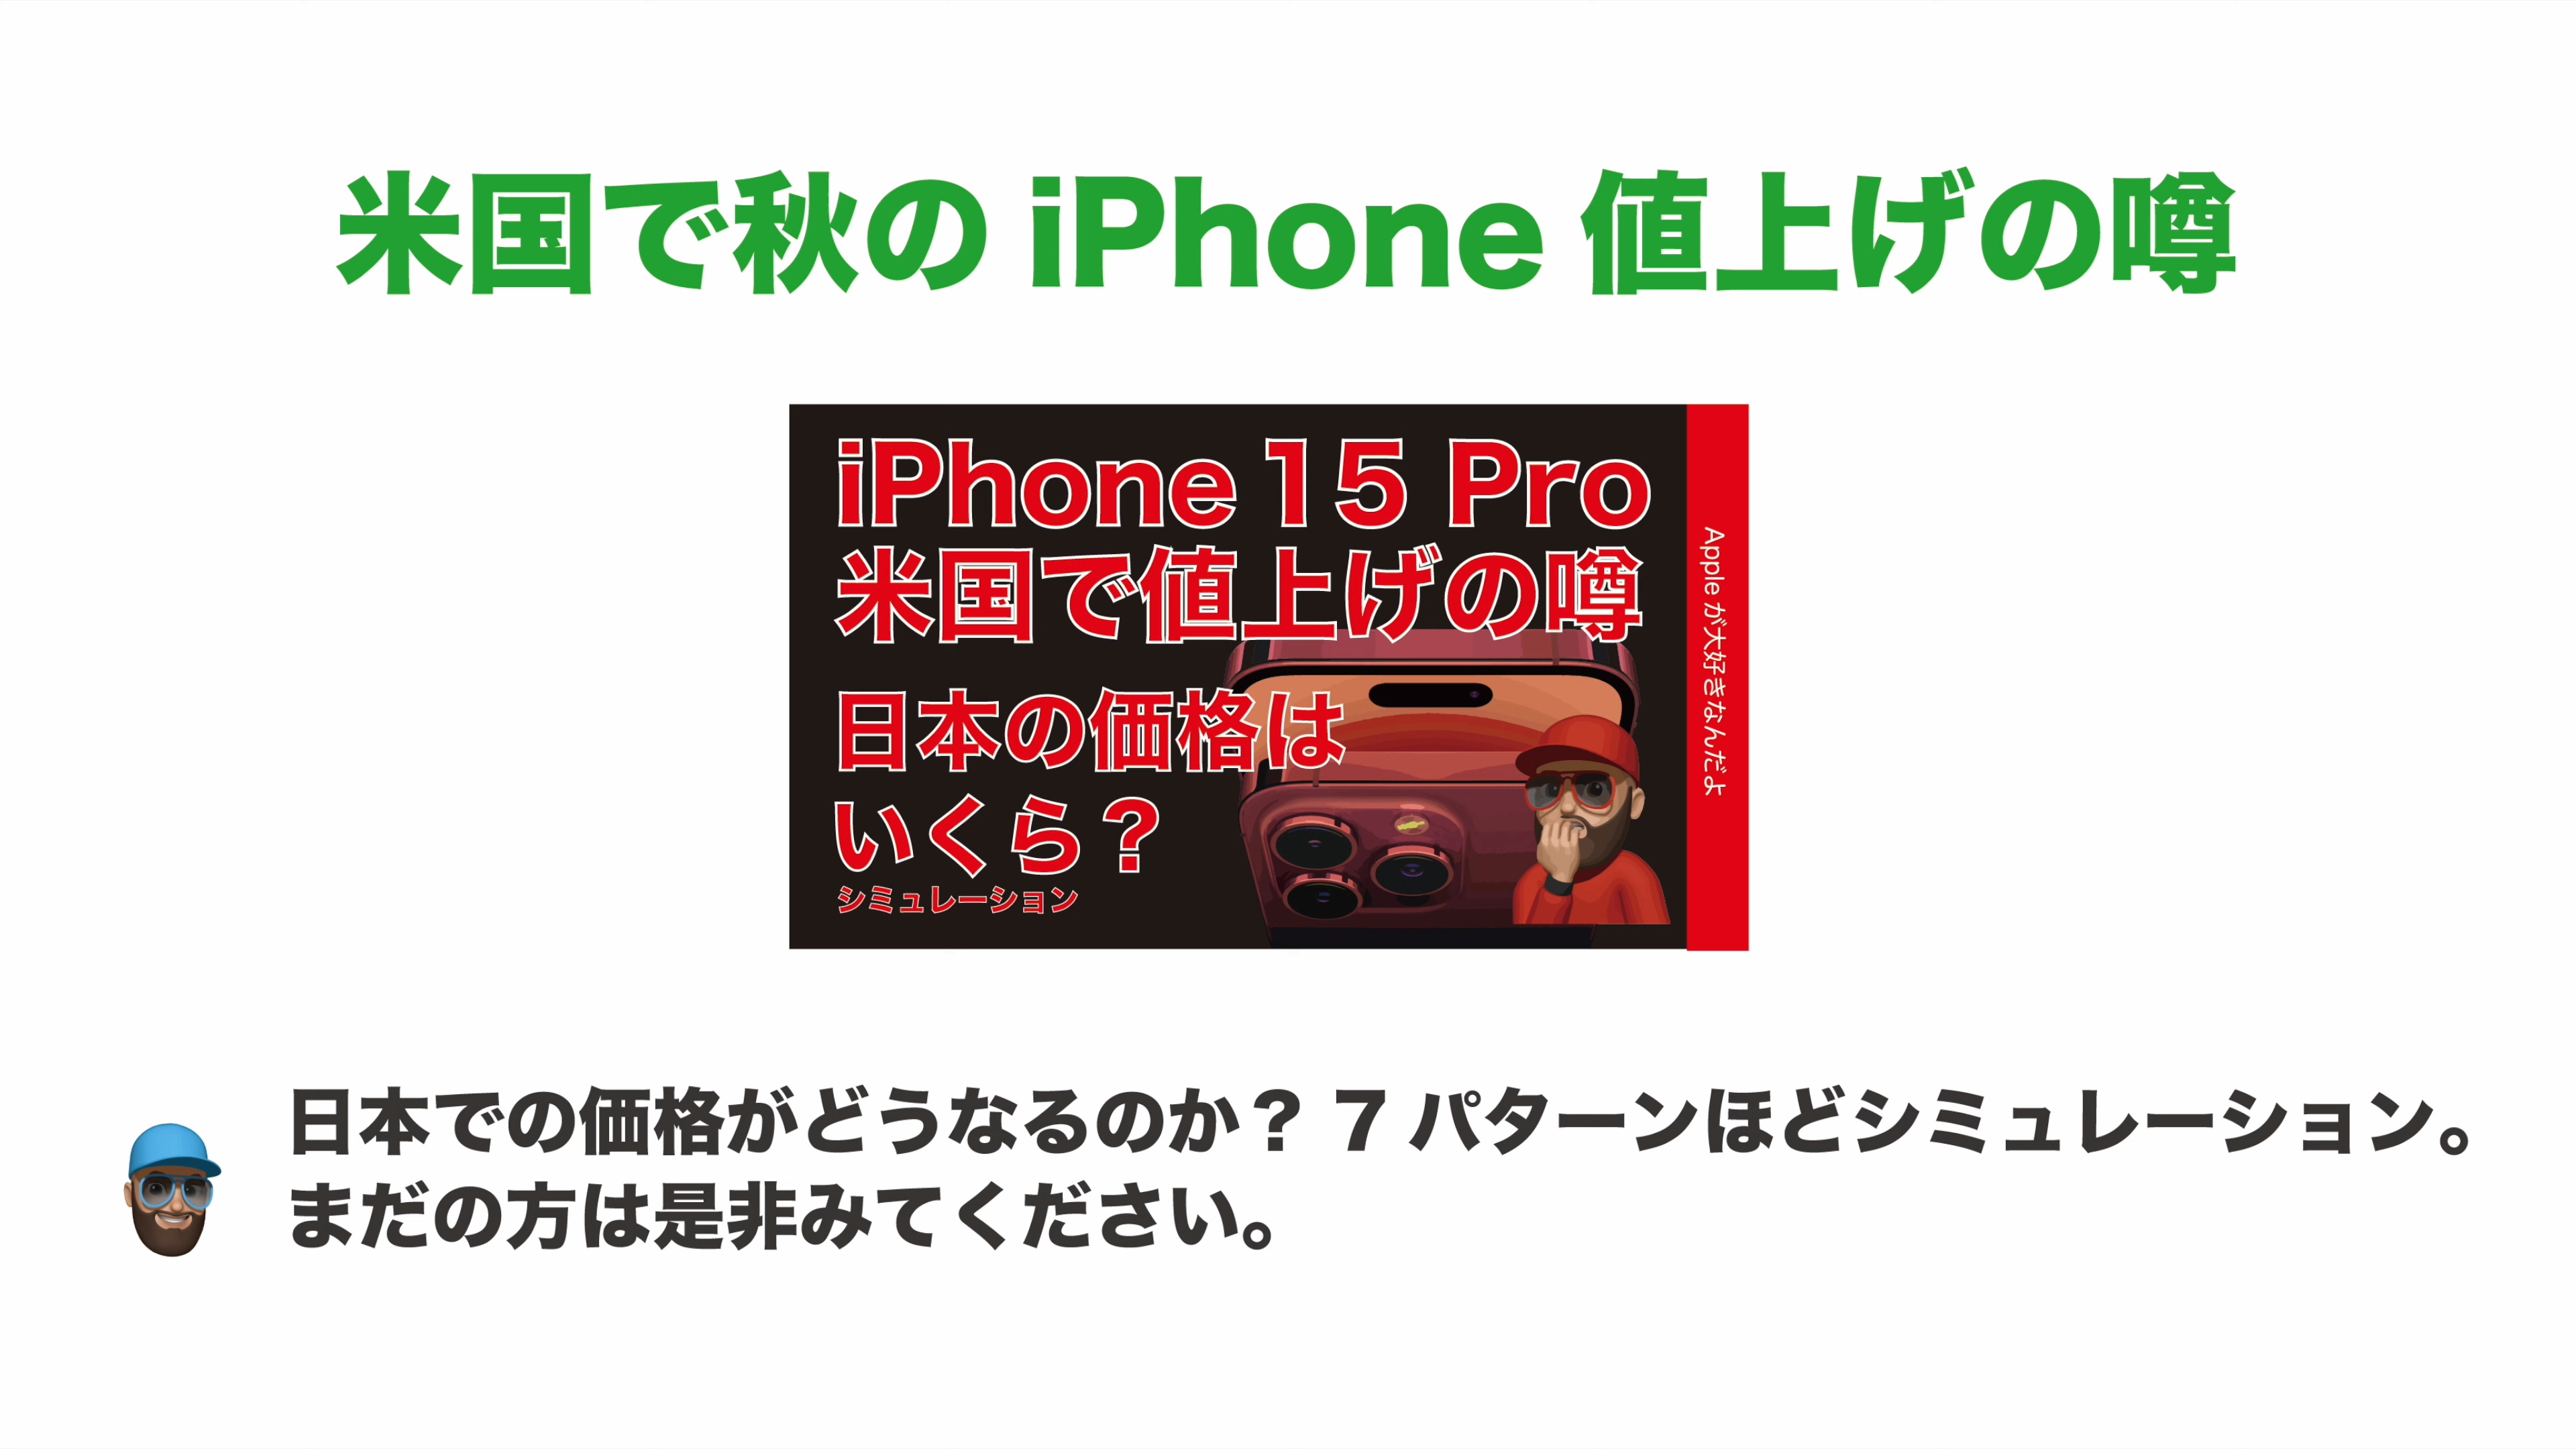 米国で秋の iPhone 値上げの噂
iPhone 15 Pro
米国で値上げの噂
日本の価格は
いくら？
シミュレーション
Apple が大好きなんだよ
日本での価格がどうなるのか？ 7 パターンほどシミュレーション。
まだの方は是非みてください。